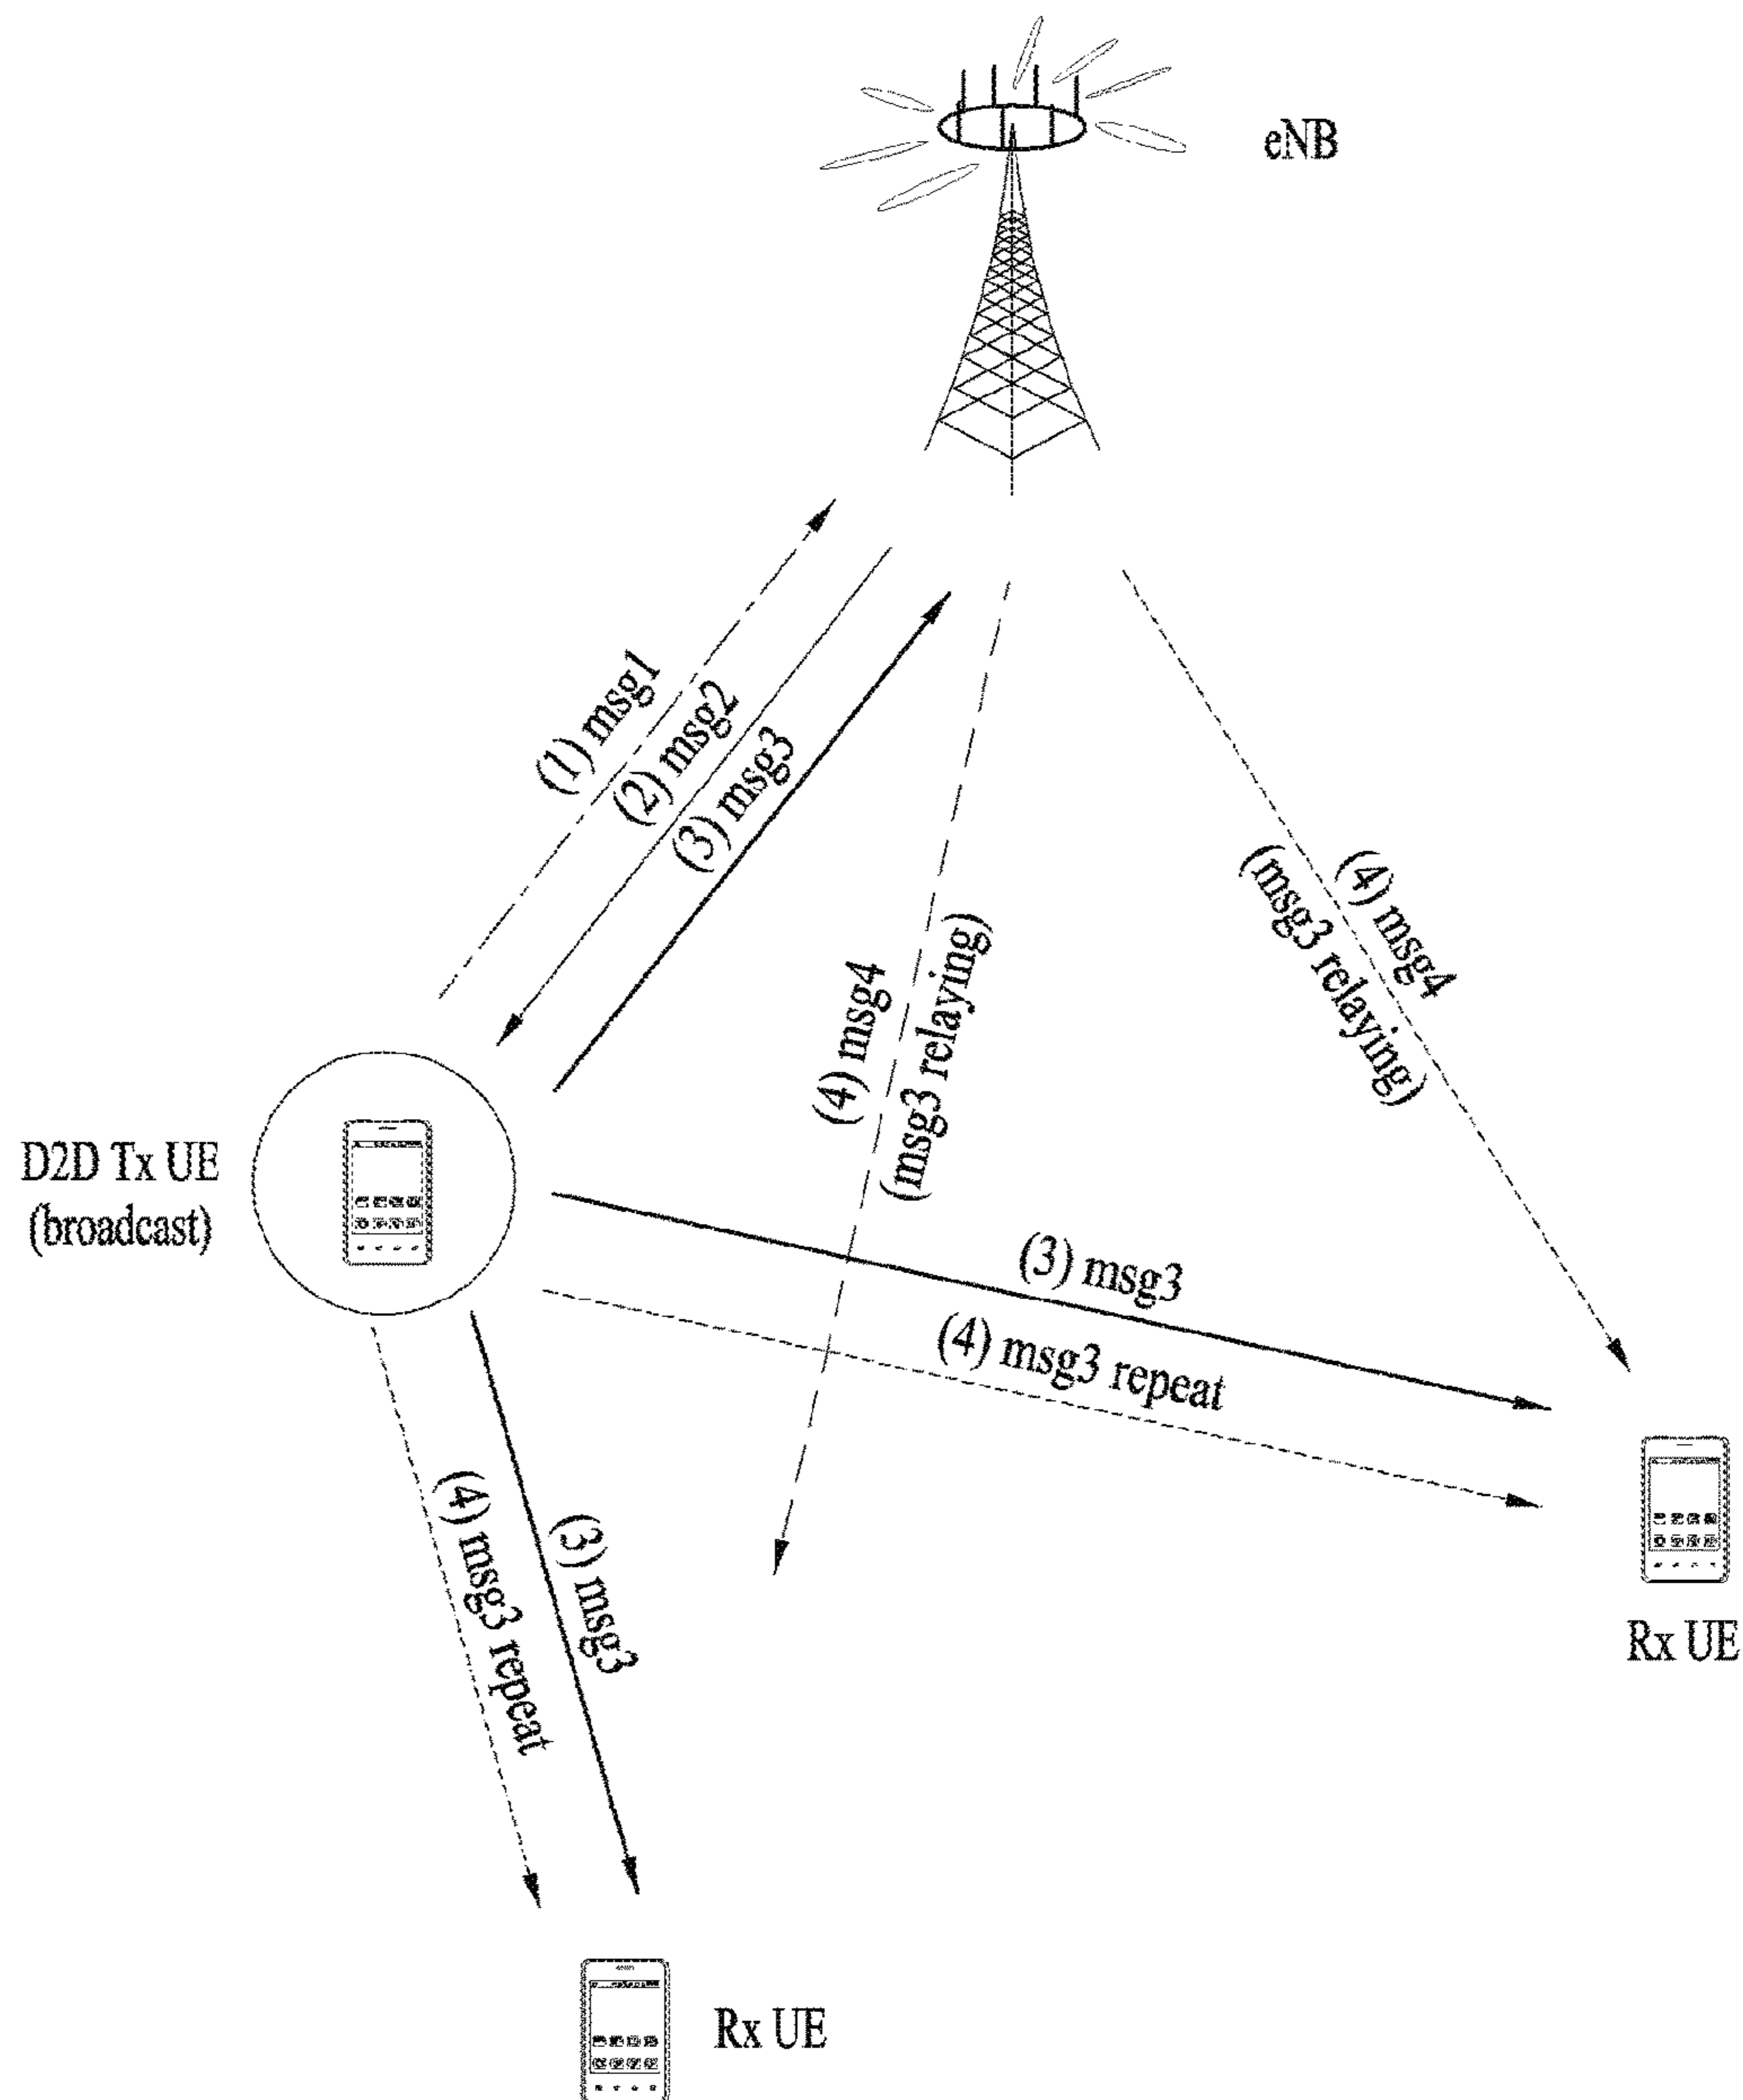 eNB
(1) msg1
(2) msg2
(3) msg3
(4) msg4
(msg3 relaying)
(4) msg4
(msg3 relaying)
D2D Tx UE
(broadcast)
(3) msg3
(4) msg3 repeat
(4) msg3 repeat
(3) msg3
Rx UE
Rx UE